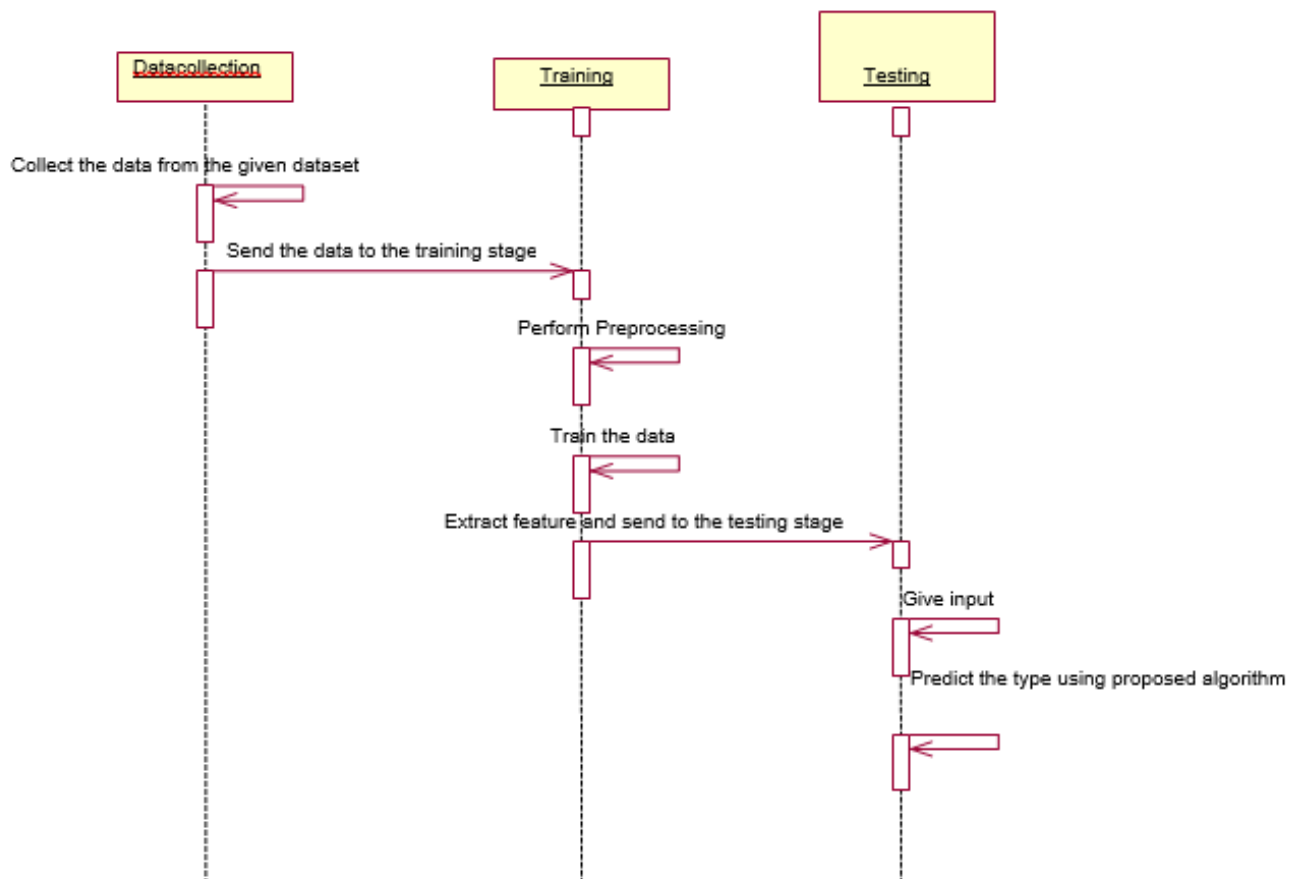 Datacollection
Training
Testing
Collect the data from the given dataset
Send the data to the training stage
Perform Preprocessing
Train the data
Extract feature and send to the testing stage
Give input
Predict the type using proposed algorithm